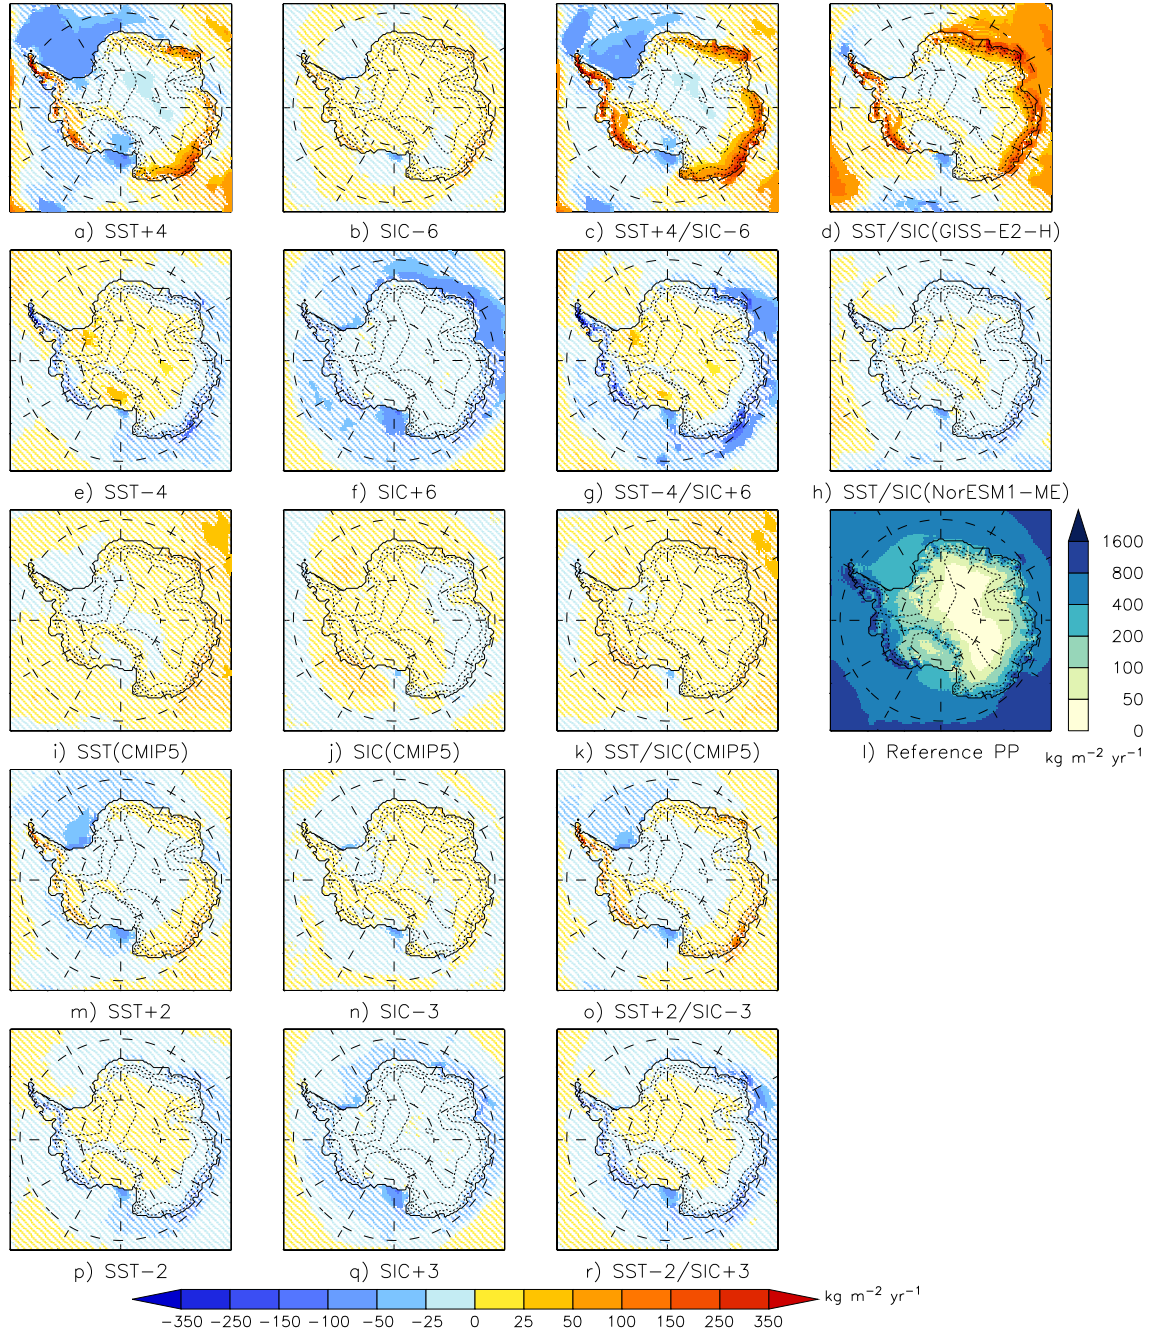 a) SST+4
b) SIC-6
c) SST+4/SIC-6
d) SST/SIC(GISS-E2-H)
e) SST-4
f) SIC+6
g) SST-4/SIC+6
h) SST/SIC(NorESM1-ME)
i) SST(CMIP5)
j) SIC(CMIP5)
k) SST/SIC(CMIP5)
l) Reference PP
1600
800
400
200
100
50
0
kg m-2 yr-1
m) SST+2
n) SIC-3
o) SST+2/SIC-3
p) SST-2
q) SIC+3
r) SST-2/SIC+3
kg m-2 yr-1
-350 -250 -150 -100 -50 -25 0 25 50 100 150 250 350